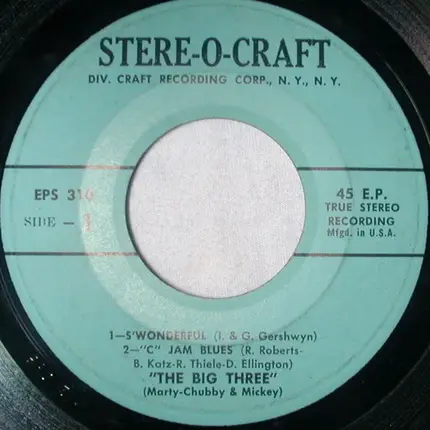 STERE-O-CRAFT
DIV. CRAFT RECORDING CORP., N. Y., N. Y.
EPS 310
SIDE – 1
45 E.P.
TRUE STEREO
RECORDING
Mfgd. in U.S.A.
1—S'WONDERFUL (I. & G. Gershwyn)
2—"C" JAM BLUES (R. Roberts-
B. Katz-R. Thiele-D. Ellington)
"THE BIG THREE"
(Marty-Chubby & Mickey)